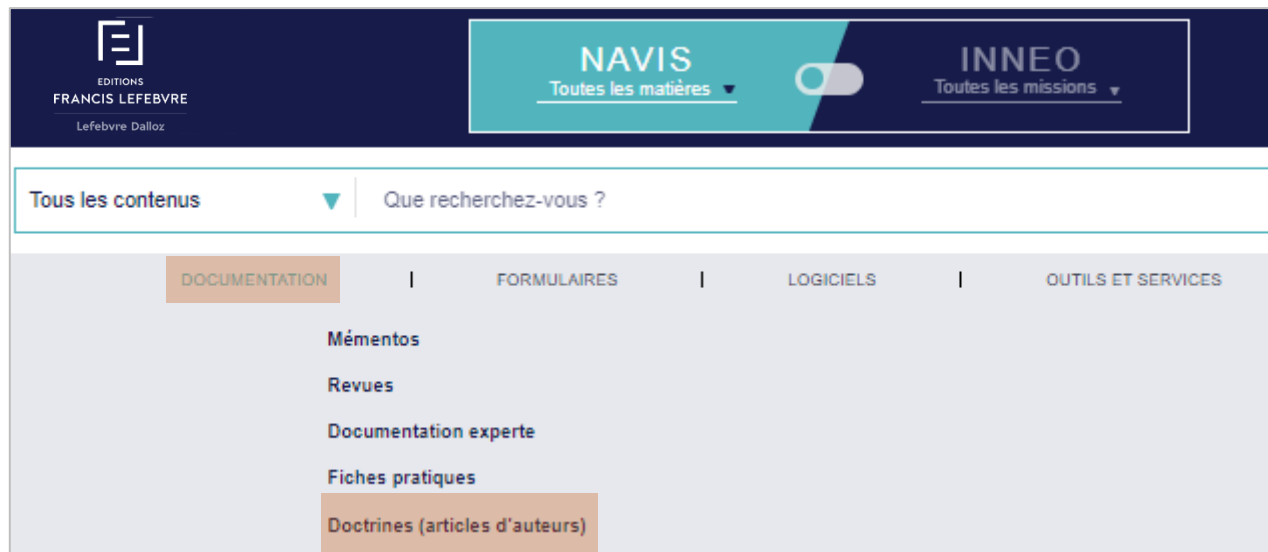 EDITIONS
FRANCIS LEFEBVRE
Lefebvre Dalloz
NAVIS
Toutes les matières
INNEO
Toutes les missions
Tous les contenus
Que recherchez-vous ?
DOCUMENTATION | FORMULAIRES | LOGICIELS | OUTILS ET SERVICES
Mémentos
Revues
Documentation experte
Fiches pratiques
Doctrines (articles d'auteurs)